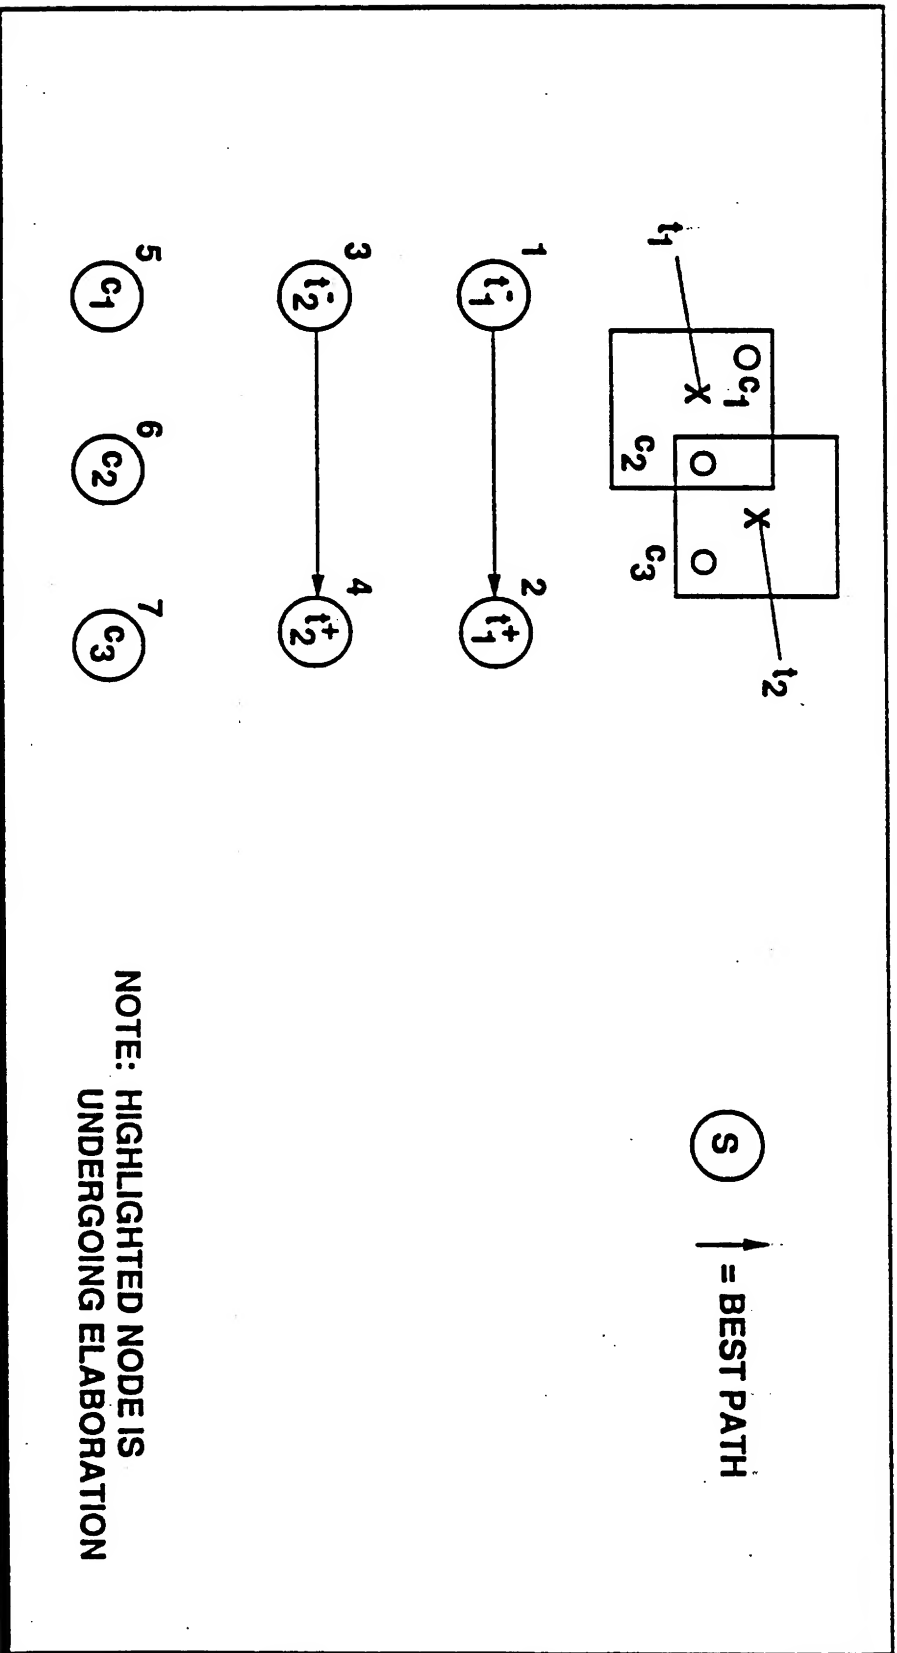 t1
c1
X
c2
X
c3
t2
S
= BEST PATH
1
t1-
2
t1+
3
t2-
4
t2+
5
c1
6
c2
7
c3
NOTE: HIGHLIGHTED NODE IS
UNDERGOING ELABORATION